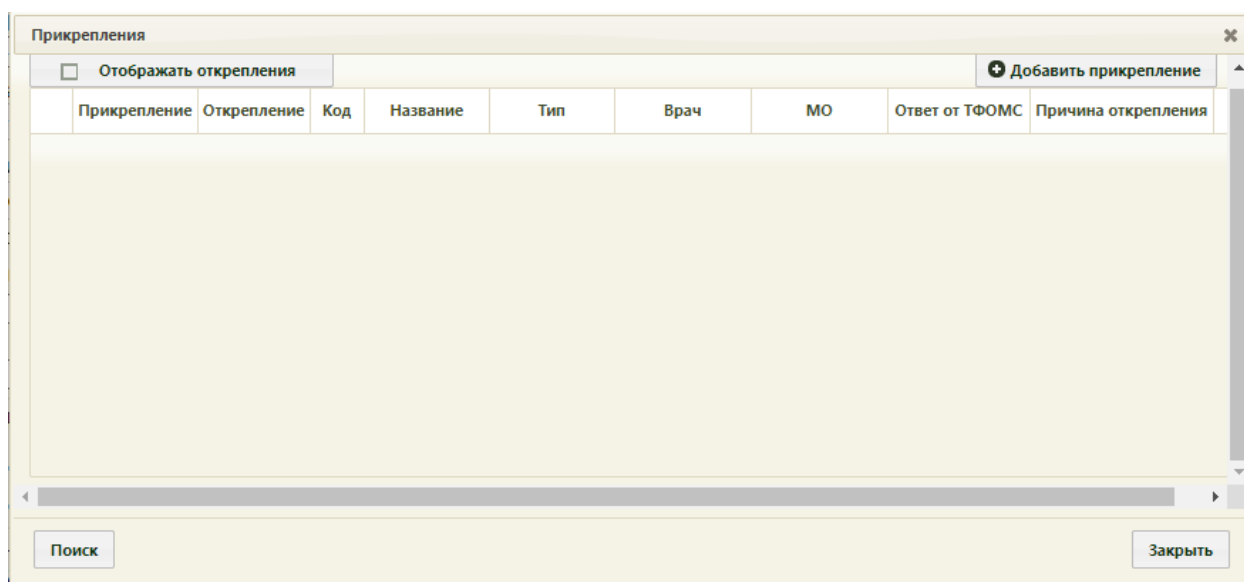 Прикрепления
Отображать открепления Добавить прикрепление
Прикрепление Открепление Код Название Тип Врач МО Ответ от ТФОМС Причина открепления
Поиск Закрыть